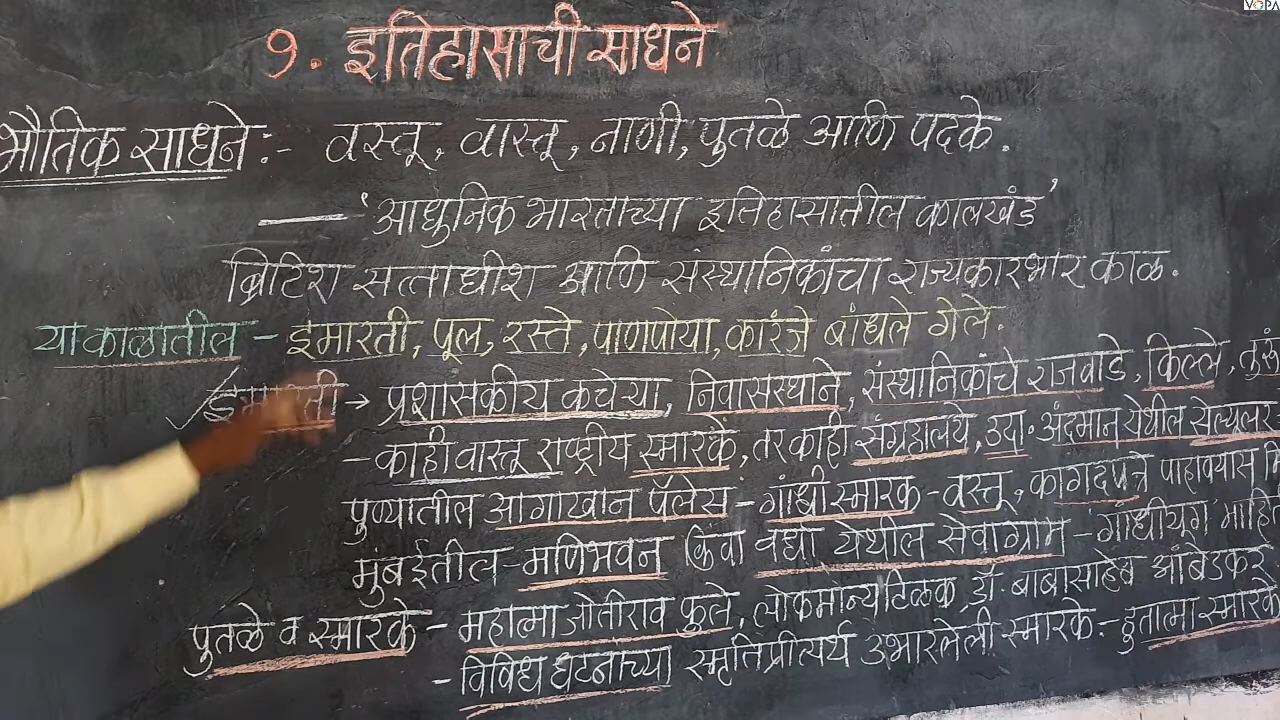 VOPA
१. इतिहासाची साधने
भौतिक साधने:- वस्तू, वास्तू, नाणी, पुतळे आणि पदके.
— 'आधुनिक भारताच्या इतिहासातील कालखंड'
ब्रिटिश सत्ताधीश आणि संस्थानिकांचा राज्यकारभार काळ.
या काळातील - इमारती, पूल, रस्ते, पाणपोया, कारंजे बांधले गेले.
इमारती → प्रशासकीय कचेऱ्या, निवासस्थाने, संस्थानिकांचे राजवाडे, किल्ले,
- काही वास्तू राष्ट्रीय स्मारके, तर काही संग्रहालये, उदा. अंदमान येथील सेल्युलर
पुण्यातील आगाखान पॅलेस - गांधी स्मारक - वस्तू, कागदपत्रे पाहावयास
मुंबईतील - मणिभवन किंवा वर्धा येथील सेवाग्राम - गांधीयुग
पुतळे व स्मारके - महात्मा जोतीराव फुले, लोकमान्य टिळक, डॉ. बाबासाहेब आंबेडकर
- विविध घटनांच्या स्मृतिप्रीत्यर्थ उभारलेली स्मारके.- हुतात्मा स्मारके